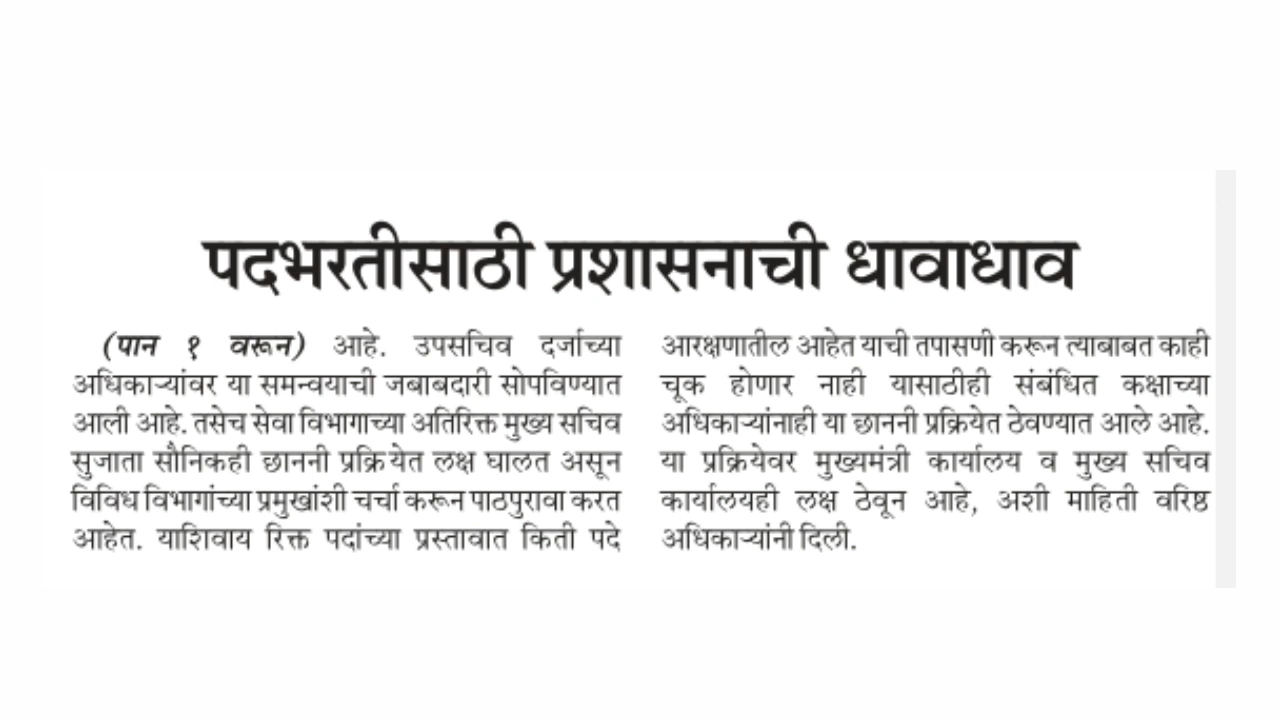 पदभरतीसाठी प्रशासनाची धावाधाव
(पान १ वरून) आहे. उपसचिव दर्जाच्या
अधिकाऱ्यांवर या समन्वयाची जबाबदारी सोपविण्यात
आली आहे. तसेच सेवा विभागाच्या अतिरिक्त मुख्य सचिव
सुजाता सौनिकही छाननी प्रक्रियेत लक्ष घालत असून
विविध विभागांच्या प्रमुखांशी चर्चा करून पाठपुरावा करत
आहेत. याशिवाय रिक्त पदांच्या प्रस्तावात किती पदे
आरक्षणातील आहेत याची तपासणी करून त्याबाबत काही
चूक होणार नाही यासाठीही संबंधित कक्षाच्या
अधिकाऱ्यांनाही या छाननी प्रक्रियेत ठेवण्यात आले आहे.
या प्रक्रियेवर मुख्यमंत्री कार्यालय व मुख्य सचिव
कार्यालयही लक्ष ठेवून आहे, अशी माहिती वरिष्ठ
अधिकाऱ्यांनी दिली.